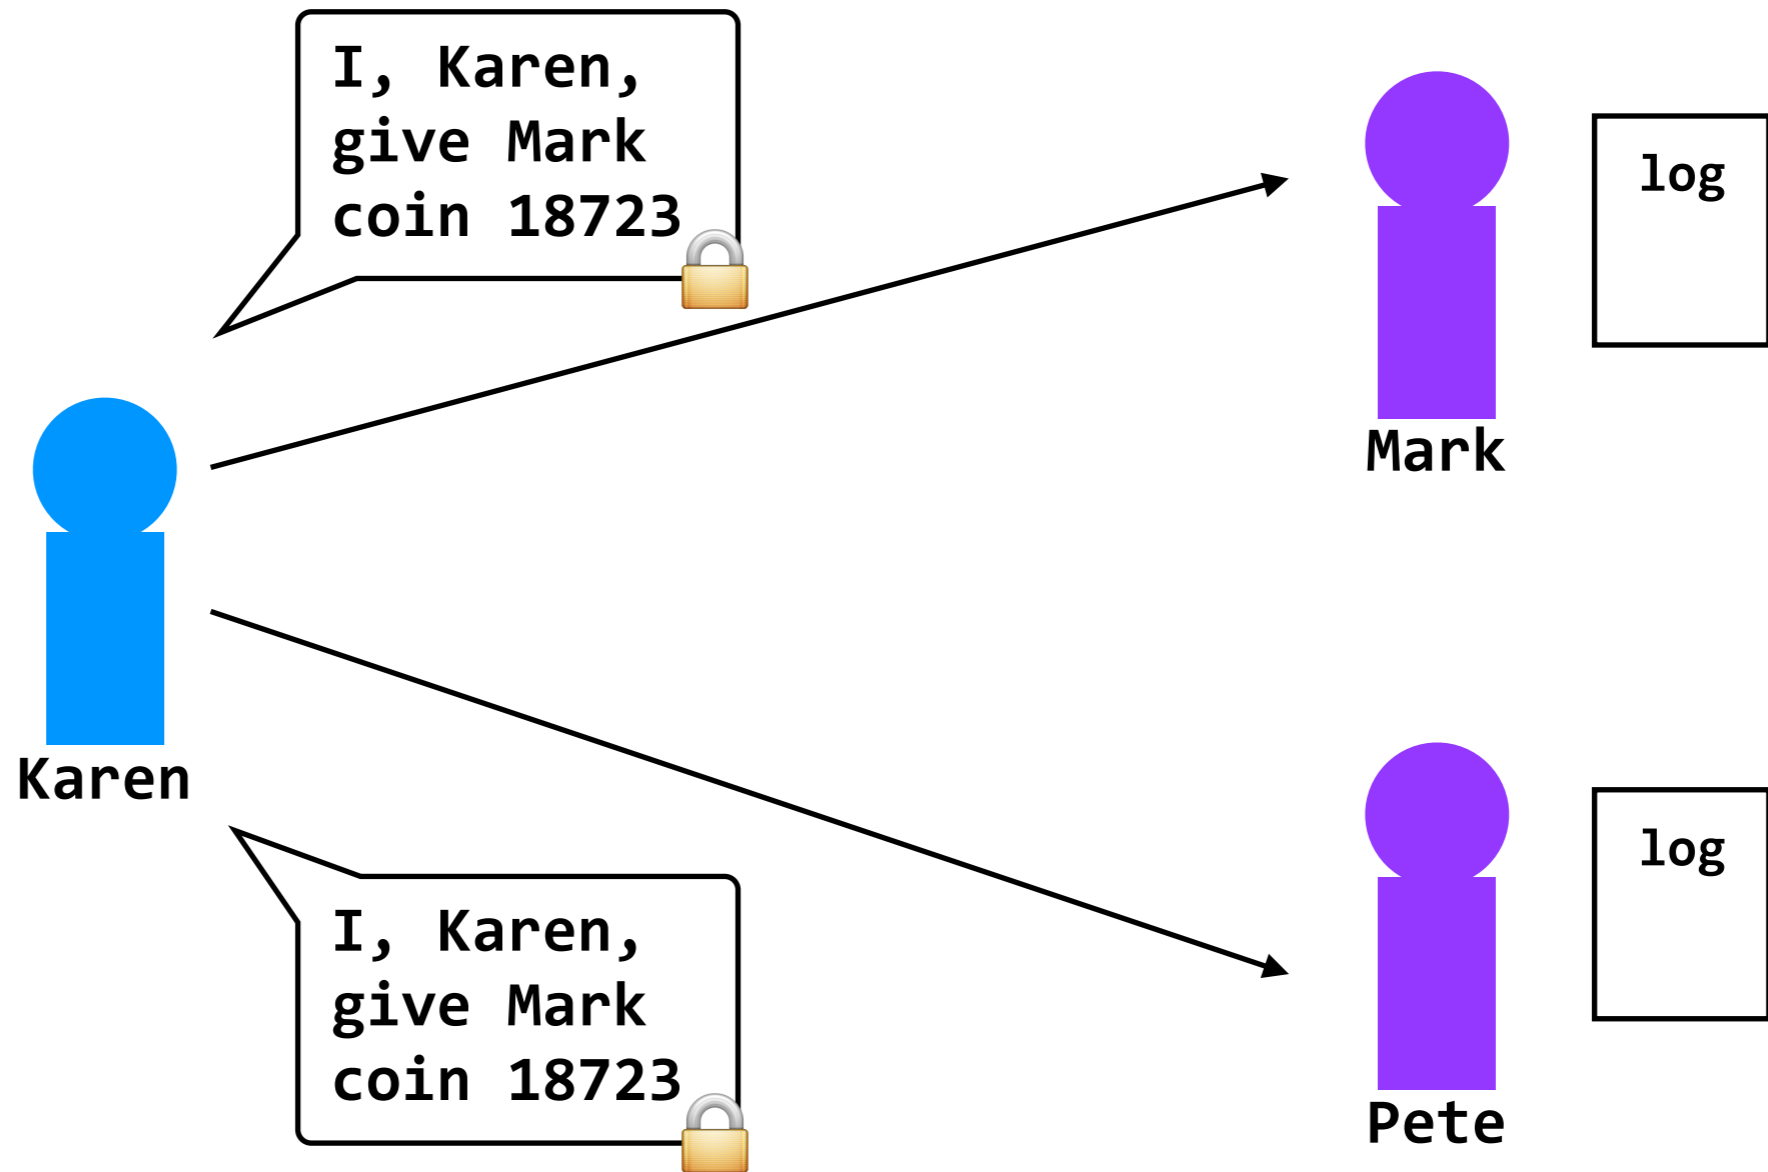 I, Karen,
give Mark
coin 18723
log
Mark
Karen
log
I, Karen,
give Mark
coin 18723
Pete